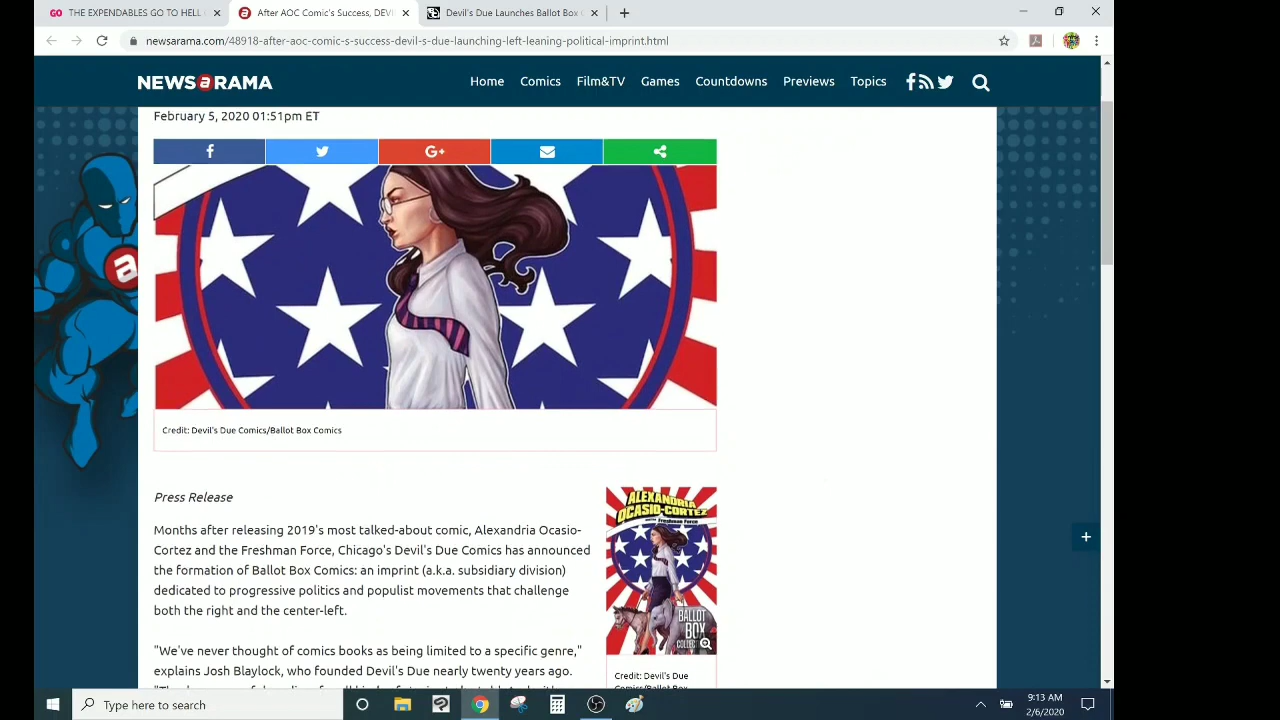 THE EXPENDABLES GO TO HELL
After AOC Comic's Success, DEVI
Devil's Due Launches Ballot Box
newsarama.com/48918-after-aoc-comic-s-success-devil-s-due-launching-left-leaning-political-imprint.html
NEWSaRAMA
Home Comics Film&TV Games Countdowns Previews Topics
February 5, 2020 01:51pm ET
G+
a
Credit: Devil's Due Comics/Ballot Box Comics
Press Release
Months after releasing 2019's most talked-about comic, Alexandria Ocasio-
Cortez and the Freshman Force, Chicago's Devil's Due Comics has announced
the formation of Ballot Box Comics: an imprint (a.k.a. subsidiary division)
dedicated to progressive politics and populist movements that challenge
both the right and the center-left.
"We've never thought of comics books as being limited to a specific genre,"
explains Josh Blaylock, who founded Devil's Due nearly twenty years ago.
ALEXANDRIA
OCASIO-CORTEZ
Freshman Force
BALLOT
BOX
Credit: Devil's Due
Type here to search
9:13 AM
2/6/2020